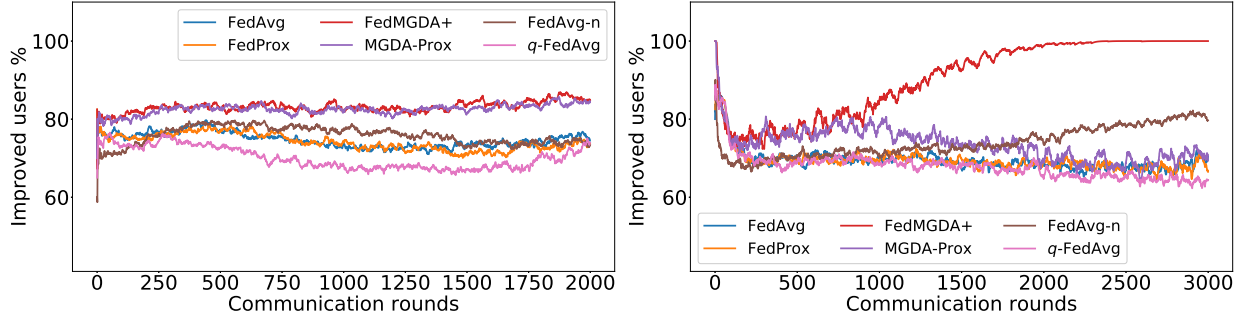 Improved users %
100
80
60
FedAvg FedMGDA+ FedAvg-n
FedProx MGDA-Prox q-FedAvg
0 250 500 750 1000 1250 1500 1750 2000
Communication rounds
Improved users %
100
80
60
FedAvg FedMGDA+ FedAvg-n
FedProx MGDA-Prox q-FedAvg
0 500 1000 1500 2000 2500 3000
Communication rounds